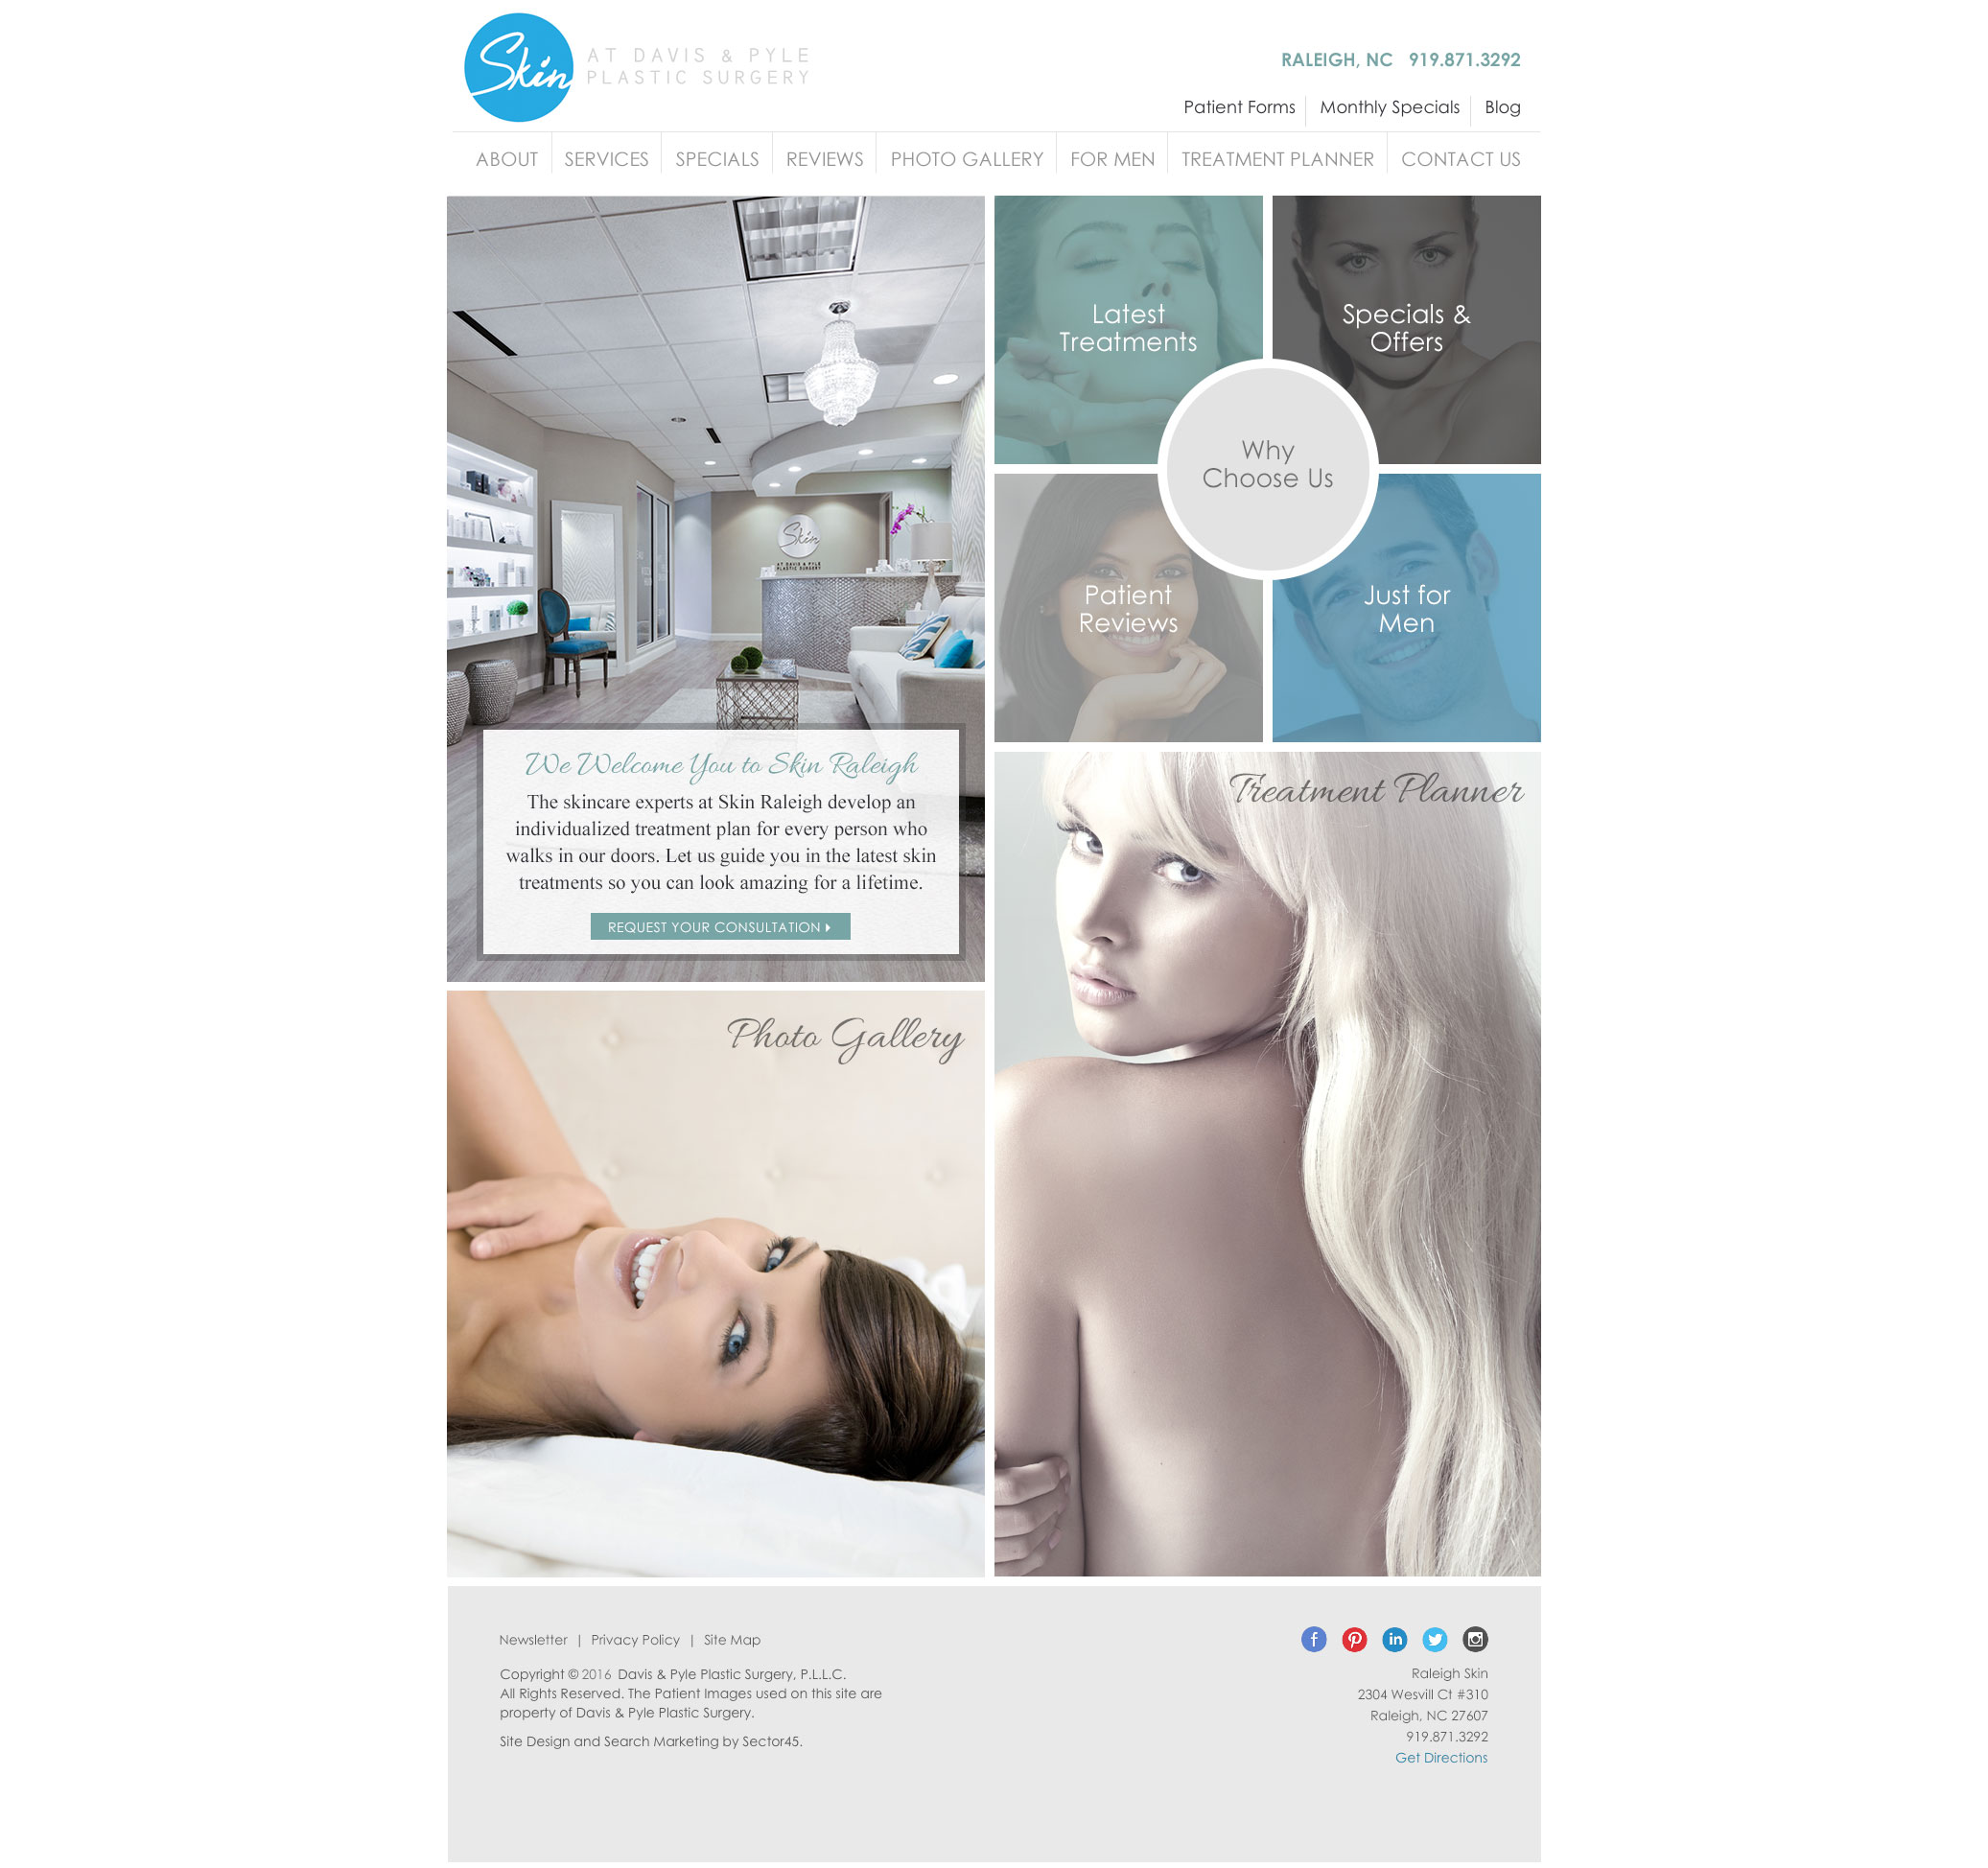 Skin
AT DAVIS & PYLE
PLASTIC SURGERY
RALEIGH, NC 919.871.3292
Patient Forms
Monthly Specials
Blog
ABOUT
SERVICES
SPECIALS
REVIEWS
PHOTO GALLERY
FOR MEN
TREATMENT PLANNER
CONTACT US
Skin
AT DAVIS & PYLE
PLASTIC SURGERY
We Welcome You to Skin Raleigh
The skincare experts at Skin Raleigh develop an
individualized treatment plan for every person who
walks in our doors. Let us guide you in the latest skin
treatments so you can look amazing for a lifetime.
REQUEST YOUR CONSULTATION
Latest
Treatments
Specials &
Offers
Why
Choose Us
Patient
Reviews
Just for
Men
Treatment Planner
Photo Gallery
Newsletter | Privacy Policy | Site Map
Copyright © 2016 Davis & Pyle Plastic Surgery, P.L.L.C.
All Rights Reserved. The Patient Images used on this site are
property of Davis & Pyle Plastic Surgery.
Site Design and Search Marketing by Sector45.
Raleigh Skin
2304 Wesvill Ct #310
Raleigh, NC 27607
919.871.3292
Get Directions